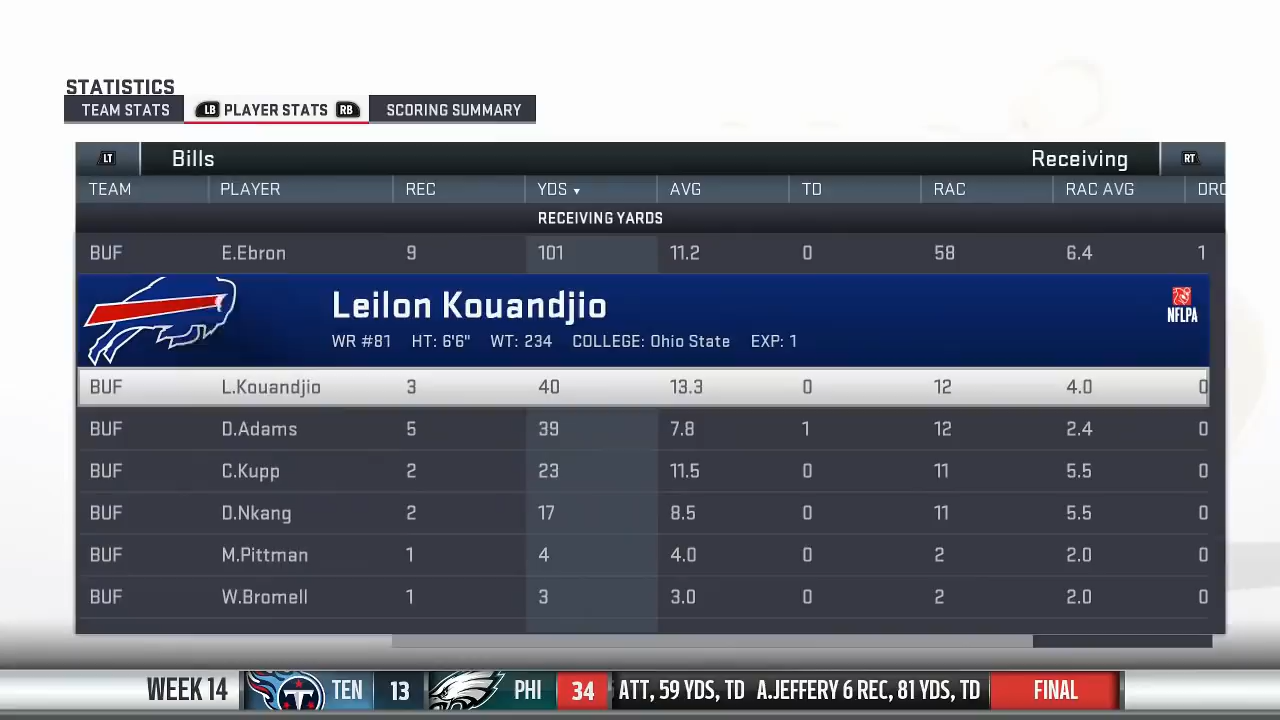 STATISTICS
TEAM STATS LB PLAYER STATS RB SCORING SUMMARY
LT Bills Receiving RT
TEAM PLAYER REC YDS AVG TD RAC RAC AVG DRO
RECEIVING YARDS
BUF E.Ebron 9 101 11.2 0 58 6.4 1
Leilon Kouandjio
WR #81 HT: 6'6" WT: 234 COLLEGE: Ohio State EXP: 1
NFLPA
BUF L.Kouandjio 3 40 13.3 0 12 4.0 0
BUF D.Adams 5 39 7.8 1 12 2.4 0
BUF C.Kupp 2 23 11.5 0 11 5.5 0
BUF D.Nkang 2 17 8.5 0 11 5.5 0
BUF M.Pittman 1 4 4.0 0 2 2.0 0
BUF W.Bromell 1 3 3.0 0 2 2.0 0
WEEK 14 TEN 13 PHI 34 ATT, 59 YDS, TD A.JEFFERY 6 REC, 81 YDS, TD FINAL